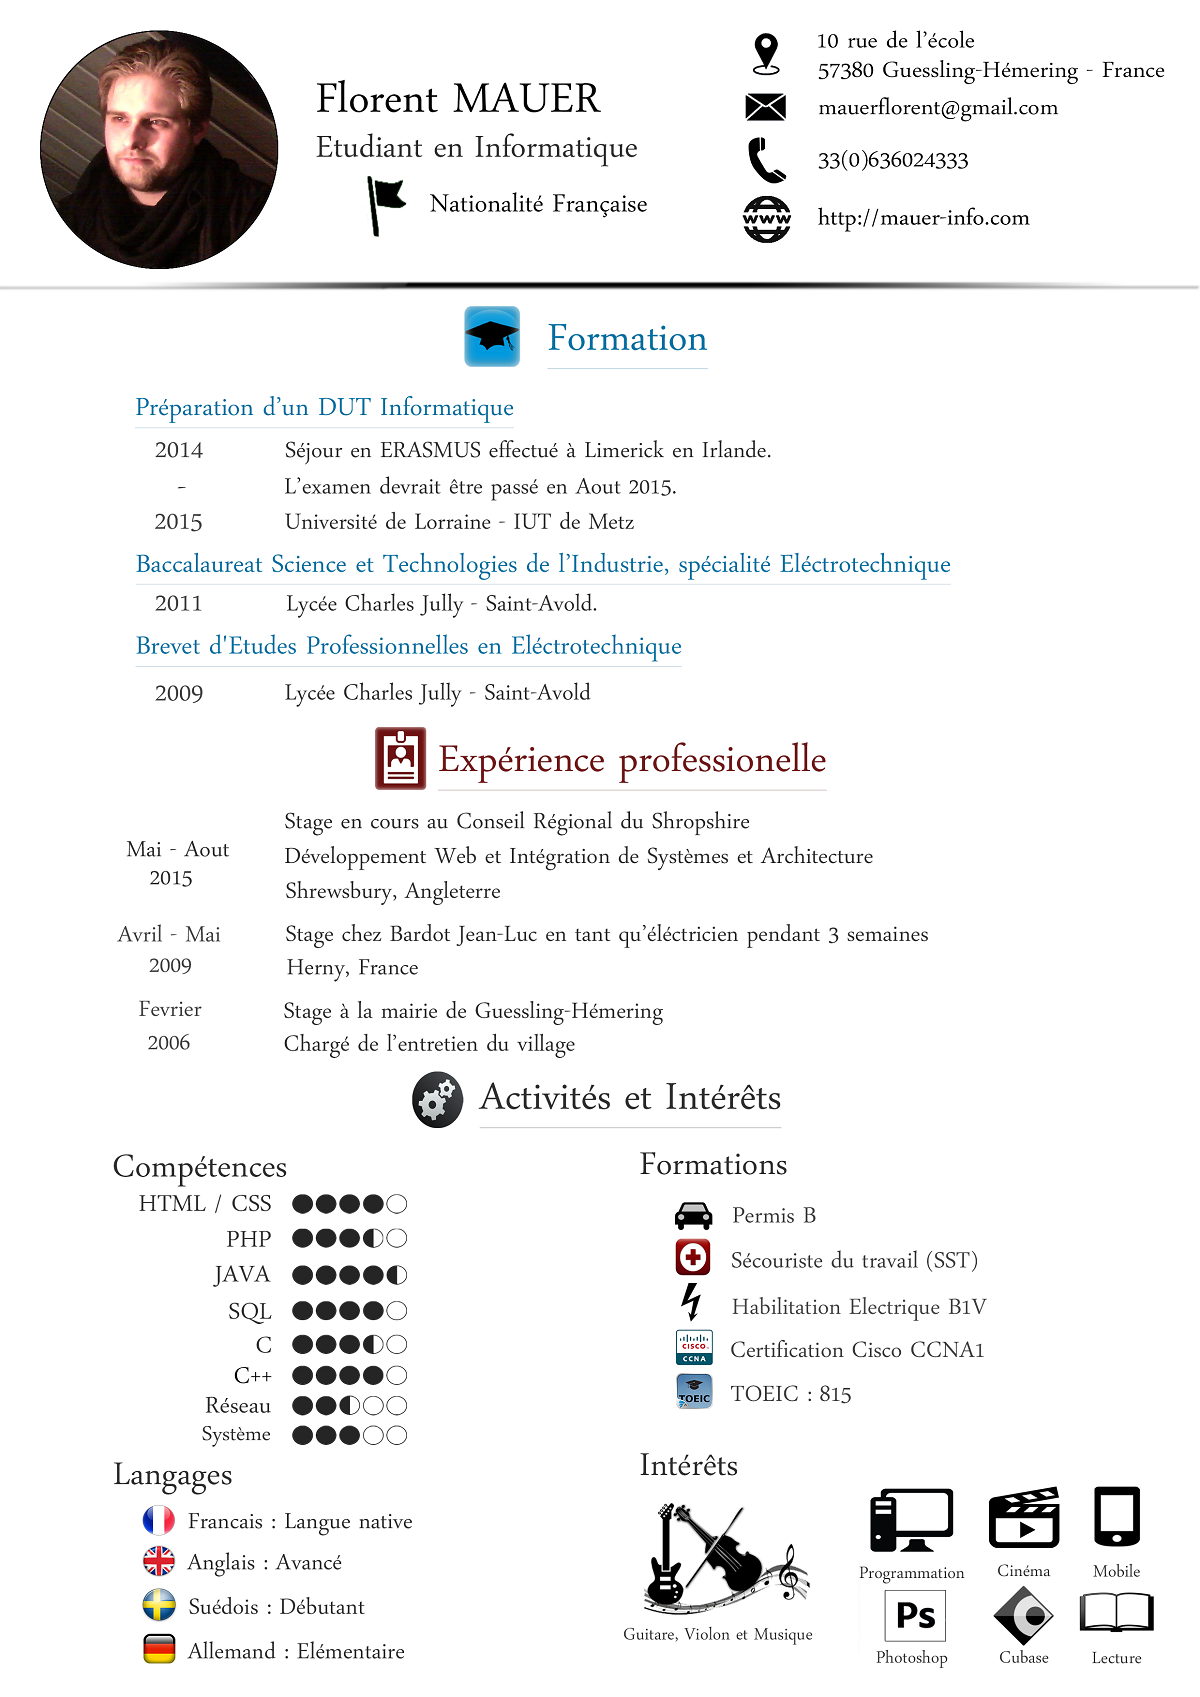 Florent MAUER
Etudiant en Informatique
Nationalité Française
10 rue de l'école
57380 Guessling-Hémering - France
mauerflorent@gmail.com
33(0)636024333
www
http://mauer-info.com
Formation
Préparation d'un DUT Informatique
2014 Séjour en ERASMUS effectué à Limerick en Irlande.
- L'examen devrait être passé en Aout 2015.
2015 Université de Lorraine - IUT de Metz
Baccalaureat Science et Technologies de l'Industrie, spécialité Eléctrotechnique
2011 Lycée Charles Jully - Saint-Avold.
Brevet d'Etudes Professionnelles en Eléctrotechnique
2009 Lycée Charles Jully - Saint-Avold
Expérience professionelle
Stage en cours au Conseil Régional du Shropshire
Mai - Aout
2015
Développement Web et Intégration de Systèmes et Architecture
Shrewsbury, Angleterre
Avril - Mai Stage chez Bardot Jean-Luc en tant qu'éléctricien pendant 3 semaines
2009 Herny, France
Fevrier Stage à la mairie de Guessling-Hémering
2006 Chargé de l'entretien du village
Activités et Intérêts
Compétences
HTML / CSS
PHP
JAVA
SQL
C
C++
Réseau
Système
Langages
Francais : Langue native
Anglais : Avancé
Suédois : Débutant
Allemand : Elémentaire
Formations
Permis B
Sécouriste du travail (SST)
Habilitation Electrique B1V
CISCO
CCNA
Certification Cisco CCNA1
TOEIC
TOEIC : 815
Intérêts
Guitare, Violon et Musique
Programmation
Cinéma
Mobile
Ps
Photoshop
Cubase
Lecture